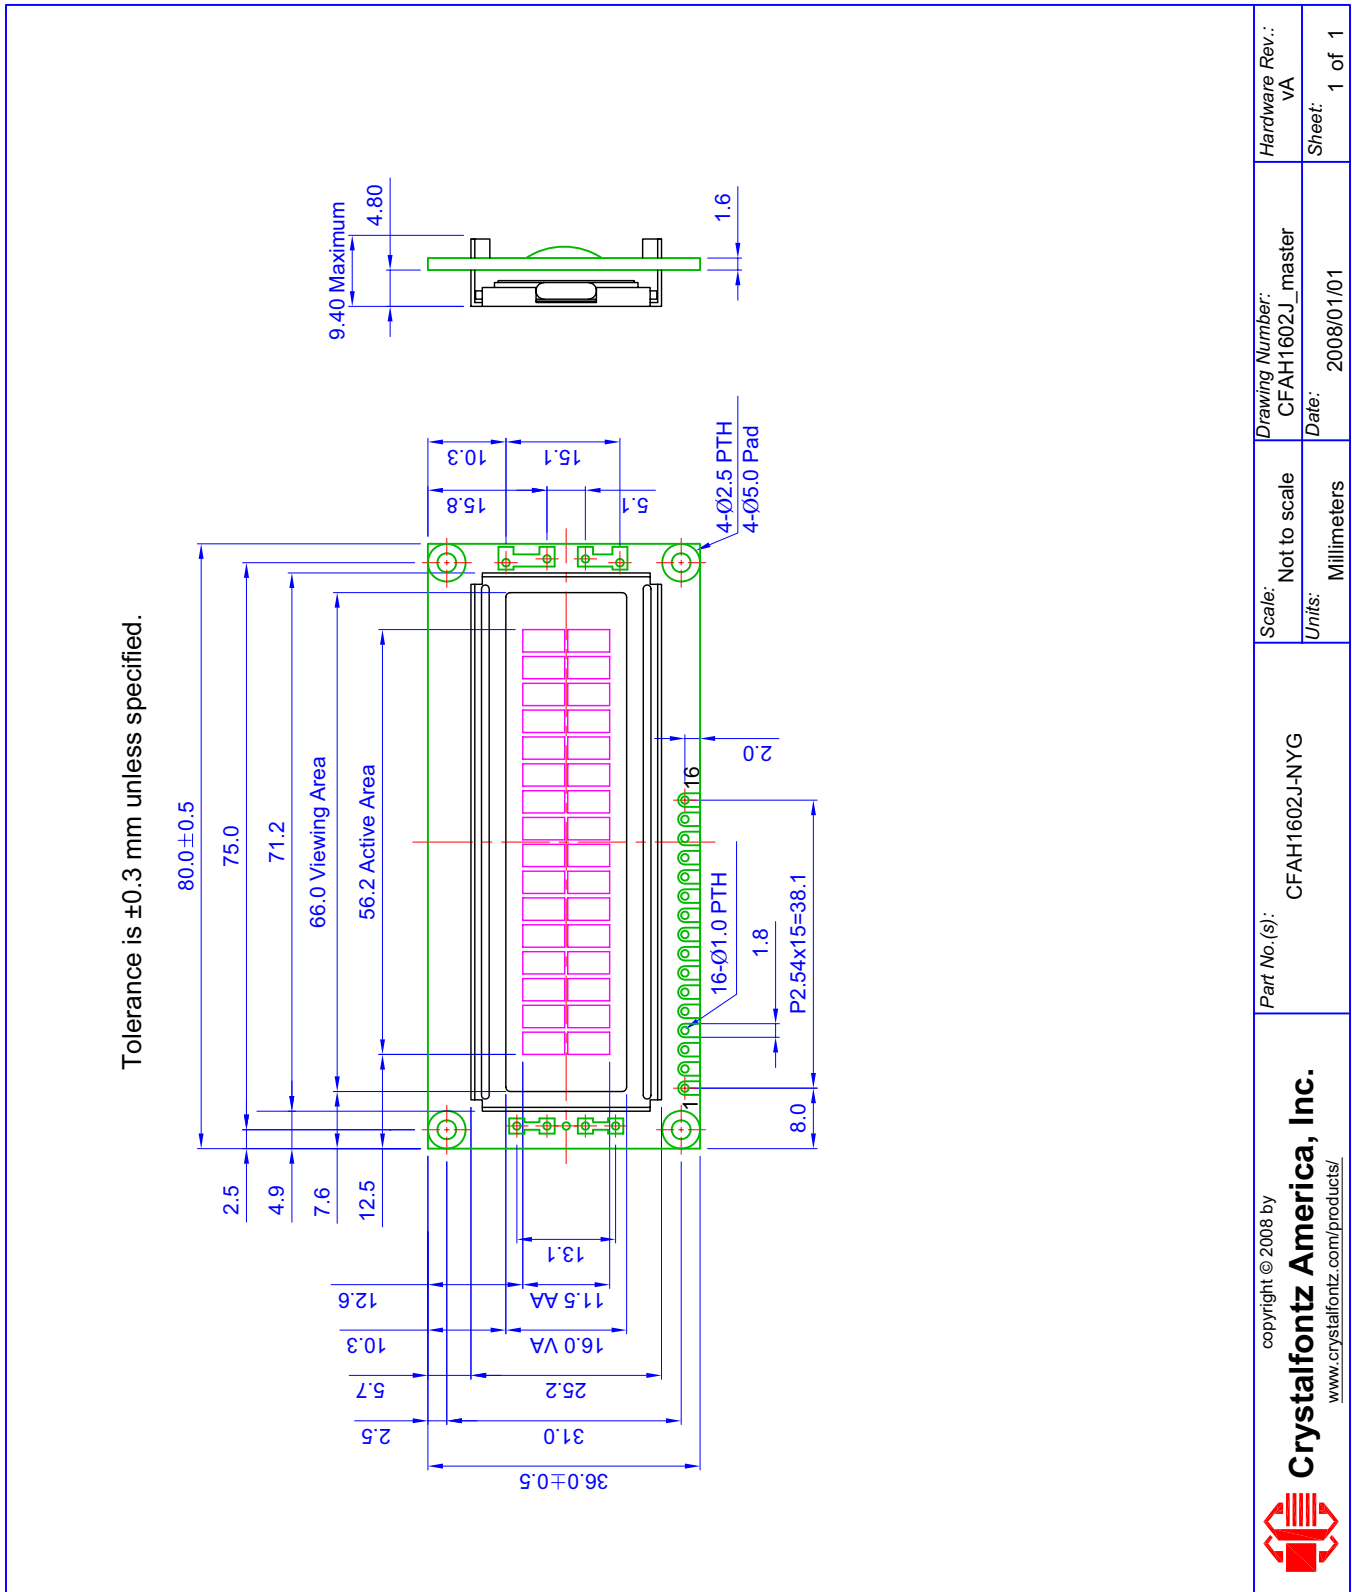 Tolerance is ±0.3 mm unless specified.
80.0±0.5
75.0
71.2
66.0 Viewing Area
56.2 Active Area
2.5
4.9
7.6
12.5
9.40 Maximum
4.80
1.6
10.3
15.1
15.8
5.1
4-Ø2.5 PTH
4-Ø5.0 Pad
2.0
16
1
16-Ø1.0 PTH
1.8
P2.54x15=38.1
8.0
13.1
12.6
11.5 AA
10.3
16.0 VA
5.7
25.2
2.5
31.0
36.0±0.5
copyright © 2008 by
Crystalfontz America, Inc.
www.crystalfontz.com/products/
Part No.(s):
CFAH1602J-NYG
Scale:
Not to scale
Units:
Millimeters
Drawing Number:
CFAH1602J_master
Date:
2008/01/01
Hardware Rev.:
vA
Sheet:
1 of 1